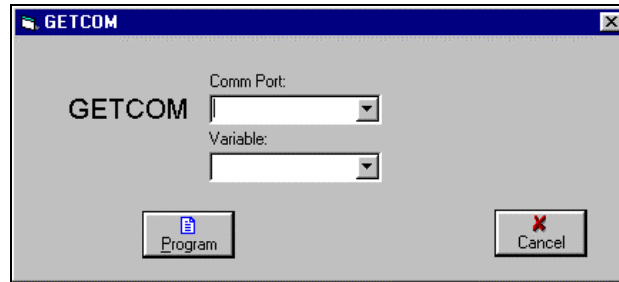 GETCOM
Comm Port:
GETCOM
Variable:
Program
Cancel